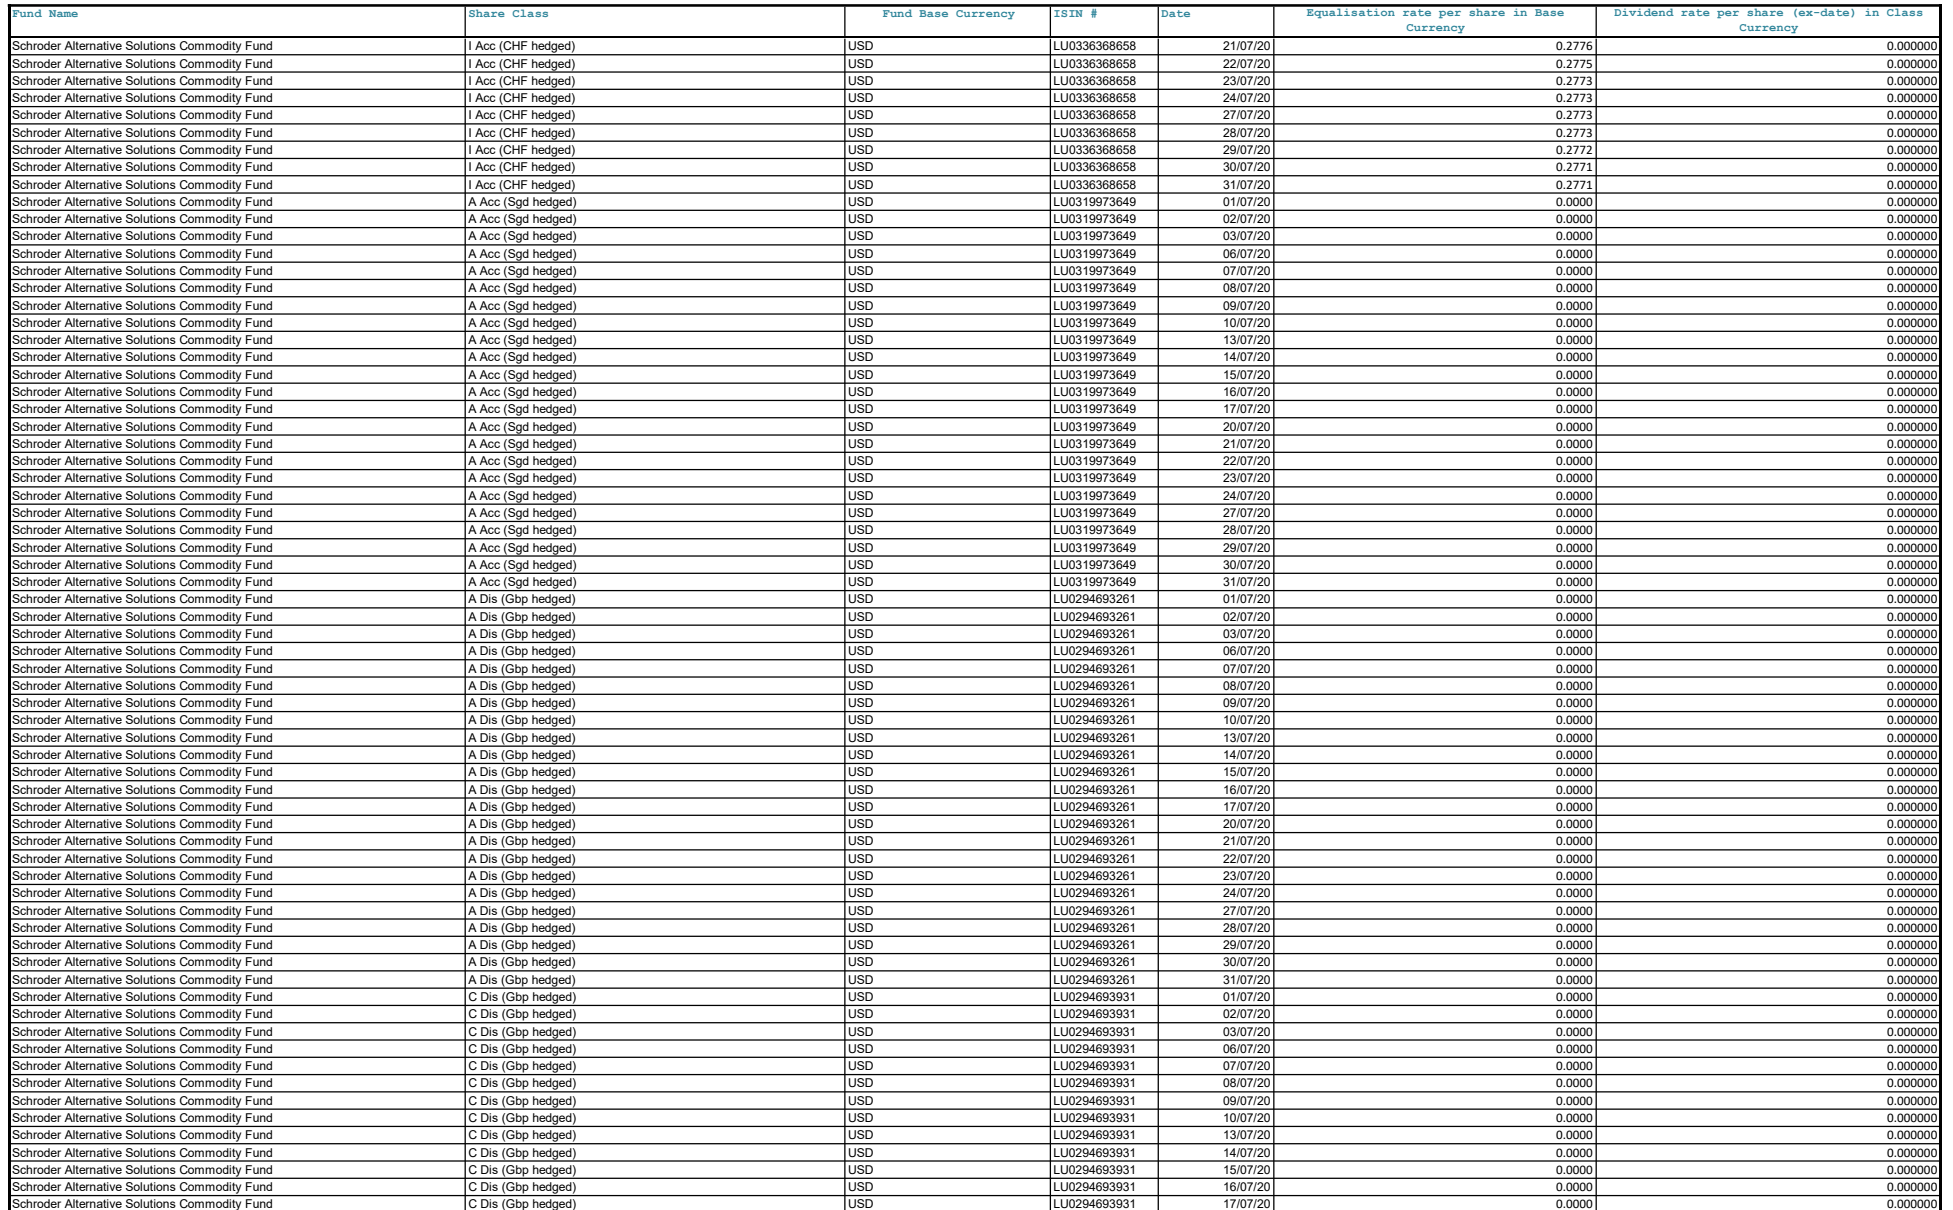 Fund Name Share Class Fund Base Currency ISIN # Date Equalisation rate per share in Base Currency Dividend rate per share (ex-date) in Class Currency
Schroder Alternative Solutions Commodity Fund I Acc (CHF hedged) USD LU0336368658 21/07/20 0.2776 0.000000
Schroder Alternative Solutions Commodity Fund I Acc (CHF hedged) USD LU0336368658 22/07/20 0.2775 0.000000
Schroder Alternative Solutions Commodity Fund I Acc (CHF hedged) USD LU0336368658 23/07/20 0.2773 0.000000
Schroder Alternative Solutions Commodity Fund I Acc (CHF hedged) USD LU0336368658 24/07/20 0.2773 0.000000
Schroder Alternative Solutions Commodity Fund I Acc (CHF hedged) USD LU0336368658 27/07/20 0.2773 0.000000
Schroder Alternative Solutions Commodity Fund I Acc (CHF hedged) USD LU0336368658 28/07/20 0.2773 0.000000
Schroder Alternative Solutions Commodity Fund I Acc (CHF hedged) USD LU0336368658 29/07/20 0.2772 0.000000
Schroder Alternative Solutions Commodity Fund I Acc (CHF hedged) USD LU0336368658 30/07/20 0.2771 0.000000
Schroder Alternative Solutions Commodity Fund I Acc (CHF hedged) USD LU0336368658 31/07/20 0.2771 0.000000
Schroder Alternative Solutions Commodity Fund A Acc (Sgd hedged) USD LU0319973649 01/07/20 0.0000 0.000000
Schroder Alternative Solutions Commodity Fund A Acc (Sgd hedged) USD LU0319973649 02/07/20 0.0000 0.000000
Schroder Alternative Solutions Commodity Fund A Acc (Sgd hedged) USD LU0319973649 03/07/20 0.0000 0.000000
Schroder Alternative Solutions Commodity Fund A Acc (Sgd hedged) USD LU0319973649 06/07/20 0.0000 0.000000
Schroder Alternative Solutions Commodity Fund A Acc (Sgd hedged) USD LU0319973649 07/07/20 0.0000 0.000000
Schroder Alternative Solutions Commodity Fund A Acc (Sgd hedged) USD LU0319973649 08/07/20 0.0000 0.000000
Schroder Alternative Solutions Commodity Fund A Acc (Sgd hedged) USD LU0319973649 09/07/20 0.0000 0.000000
Schroder Alternative Solutions Commodity Fund A Acc (Sgd hedged) USD LU0319973649 10/07/20 0.0000 0.000000
Schroder Alternative Solutions Commodity Fund A Acc (Sgd hedged) USD LU0319973649 13/07/20 0.0000 0.000000
Schroder Alternative Solutions Commodity Fund A Acc (Sgd hedged) USD LU0319973649 14/07/20 0.0000 0.000000
Schroder Alternative Solutions Commodity Fund A Acc (Sgd hedged) USD LU0319973649 15/07/20 0.0000 0.000000
Schroder Alternative Solutions Commodity Fund A Acc (Sgd hedged) USD LU0319973649 16/07/20 0.0000 0.000000
Schroder Alternative Solutions Commodity Fund A Acc (Sgd hedged) USD LU0319973649 17/07/20 0.0000 0.000000
Schroder Alternative Solutions Commodity Fund A Acc (Sgd hedged) USD LU0319973649 20/07/20 0.0000 0.000000
Schroder Alternative Solutions Commodity Fund A Acc (Sgd hedged) USD LU0319973649 21/07/20 0.0000 0.000000
Schroder Alternative Solutions Commodity Fund A Acc (Sgd hedged) USD LU0319973649 22/07/20 0.0000 0.000000
Schroder Alternative Solutions Commodity Fund A Acc (Sgd hedged) USD LU0319973649 23/07/20 0.0000 0.000000
Schroder Alternative Solutions Commodity Fund A Acc (Sgd hedged) USD LU0319973649 24/07/20 0.0000 0.000000
Schroder Alternative Solutions Commodity Fund A Acc (Sgd hedged) USD LU0319973649 27/07/20 0.0000 0.000000
Schroder Alternative Solutions Commodity Fund A Acc (Sgd hedged) USD LU0319973649 28/07/20 0.0000 0.000000
Schroder Alternative Solutions Commodity Fund A Acc (Sgd hedged) USD LU0319973649 29/07/20 0.0000 0.000000
Schroder Alternative Solutions Commodity Fund A Acc (Sgd hedged) USD LU0319973649 30/07/20 0.0000 0.000000
Schroder Alternative Solutions Commodity Fund A Acc (Sgd hedged) USD LU0319973649 31/07/20 0.0000 0.000000
Schroder Alternative Solutions Commodity Fund A Dis (Gbp hedged) USD LU0294693261 01/07/20 0.0000 0.000000
Schroder Alternative Solutions Commodity Fund A Dis (Gbp hedged) USD LU0294693261 02/07/20 0.0000 0.000000
Schroder Alternative Solutions Commodity Fund A Dis (Gbp hedged) USD LU0294693261 03/07/20 0.0000 0.000000
Schroder Alternative Solutions Commodity Fund A Dis (Gbp hedged) USD LU0294693261 06/07/20 0.0000 0.000000
Schroder Alternative Solutions Commodity Fund A Dis (Gbp hedged) USD LU0294693261 07/07/20 0.0000 0.000000
Schroder Alternative Solutions Commodity Fund A Dis (Gbp hedged) USD LU0294693261 08/07/20 0.0000 0.000000
Schroder Alternative Solutions Commodity Fund A Dis (Gbp hedged) USD LU0294693261 09/07/20 0.0000 0.000000
Schroder Alternative Solutions Commodity Fund A Dis (Gbp hedged) USD LU0294693261 10/07/20 0.0000 0.000000
Schroder Alternative Solutions Commodity Fund A Dis (Gbp hedged) USD LU0294693261 13/07/20 0.0000 0.000000
Schroder Alternative Solutions Commodity Fund A Dis (Gbp hedged) USD LU0294693261 14/07/20 0.0000 0.000000
Schroder Alternative Solutions Commodity Fund A Dis (Gbp hedged) USD LU0294693261 15/07/20 0.0000 0.000000
Schroder Alternative Solutions Commodity Fund A Dis (Gbp hedged) USD LU0294693261 16/07/20 0.0000 0.000000
Schroder Alternative Solutions Commodity Fund A Dis (Gbp hedged) USD LU0294693261 17/07/20 0.0000 0.000000
Schroder Alternative Solutions Commodity Fund A Dis (Gbp hedged) USD LU0294693261 20/07/20 0.0000 0.000000
Schroder Alternative Solutions Commodity Fund A Dis (Gbp hedged) USD LU0294693261 21/07/20 0.0000 0.000000
Schroder Alternative Solutions Commodity Fund A Dis (Gbp hedged) USD LU0294693261 22/07/20 0.0000 0.000000
Schroder Alternative Solutions Commodity Fund A Dis (Gbp hedged) USD LU0294693261 23/07/20 0.0000 0.000000
Schroder Alternative Solutions Commodity Fund A Dis (Gbp hedged) USD LU0294693261 24/07/20 0.0000 0.000000
Schroder Alternative Solutions Commodity Fund A Dis (Gbp hedged) USD LU0294693261 27/07/20 0.0000 0.000000
Schroder Alternative Solutions Commodity Fund A Dis (Gbp hedged) USD LU0294693261 28/07/20 0.0000 0.000000
Schroder Alternative Solutions Commodity Fund A Dis (Gbp hedged) USD LU0294693261 29/07/20 0.0000 0.000000
Schroder Alternative Solutions Commodity Fund A Dis (Gbp hedged) USD LU0294693261 30/07/20 0.0000 0.000000
Schroder Alternative Solutions Commodity Fund A Dis (Gbp hedged) USD LU0294693261 31/07/20 0.0000 0.000000
Schroder Alternative Solutions Commodity Fund C Dis (Gbp hedged) USD LU0294693931 01/07/20 0.0000 0.000000
Schroder Alternative Solutions Commodity Fund C Dis (Gbp hedged) USD LU0294693931 02/07/20 0.0000 0.000000
Schroder Alternative Solutions Commodity Fund C Dis (Gbp hedged) USD LU0294693931 03/07/20 0.0000 0.000000
Schroder Alternative Solutions Commodity Fund C Dis (Gbp hedged) USD LU0294693931 06/07/20 0.0000 0.000000
Schroder Alternative Solutions Commodity Fund C Dis (Gbp hedged) USD LU0294693931 07/07/20 0.0000 0.000000
Schroder Alternative Solutions Commodity Fund C Dis (Gbp hedged) USD LU0294693931 08/07/20 0.0000 0.000000
Schroder Alternative Solutions Commodity Fund C Dis (Gbp hedged) USD LU0294693931 09/07/20 0.0000 0.000000
Schroder Alternative Solutions Commodity Fund C Dis (Gbp hedged) USD LU0294693931 10/07/20 0.0000 0.000000
Schroder Alternative Solutions Commodity Fund C Dis (Gbp hedged) USD LU0294693931 13/07/20 0.0000 0.000000
Schroder Alternative Solutions Commodity Fund C Dis (Gbp hedged) USD LU0294693931 14/07/20 0.0000 0.000000
Schroder Alternative Solutions Commodity Fund C Dis (Gbp hedged) USD LU0294693931 15/07/20 0.0000 0.000000
Schroder Alternative Solutions Commodity Fund C Dis (Gbp hedged) USD LU0294693931 16/07/20 0.0000 0.000000
Schroder Alternative Solutions Commodity Fund C Dis (Gbp hedged) USD LU0294693931 17/07/20 0.0000 0.000000